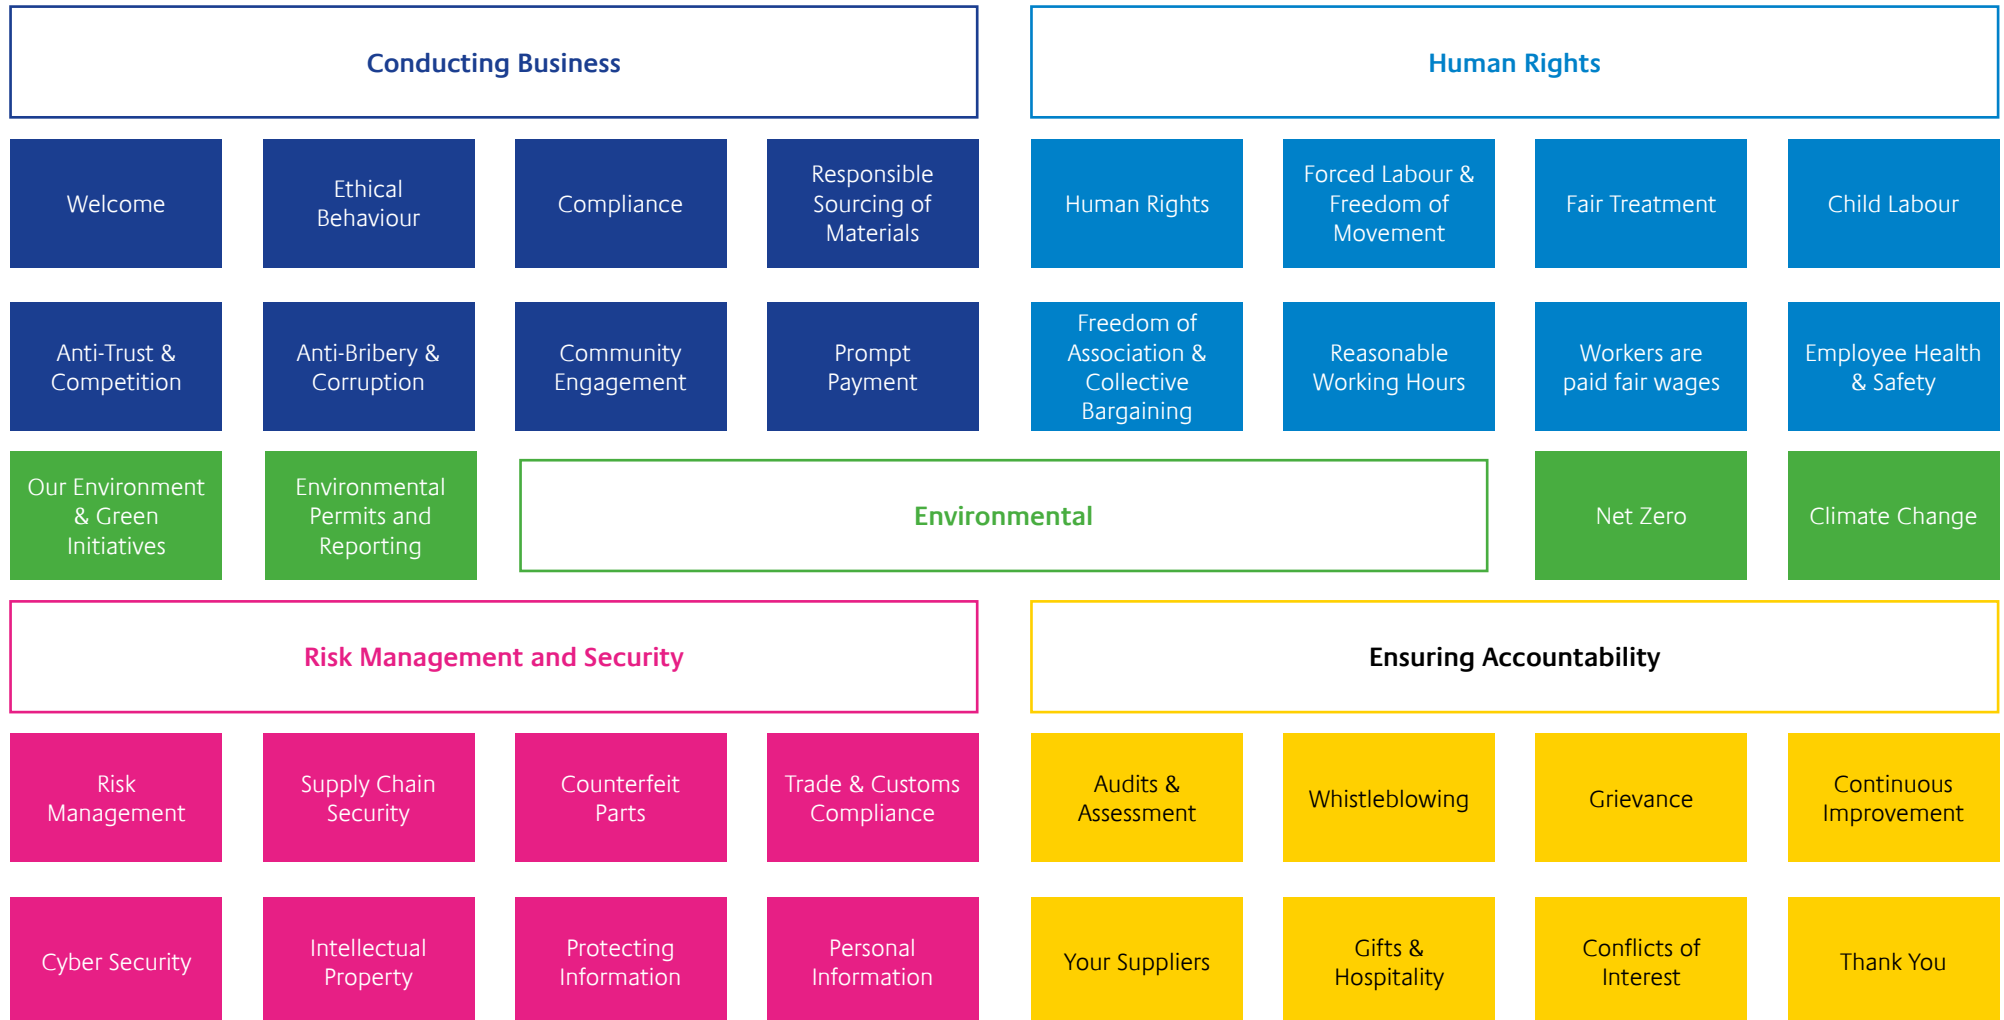 Conducting Business
Welcome
Ethical
Behaviour
Compliance
Responsible
Sourcing of
Materials
Anti-Trust &
Competition
Anti-Bribery &
Corruption
Community
Engagement
Prompt
Payment
Human Rights
Human Rights
Forced Labour &
Freedom of
Movement
Fair Treatment
Child Labour
Freedom of
Association &
Collective
Bargaining
Reasonable
Working Hours
Workers are
paid fair wages
Employee Health
& Safety
Our Environment
& Green
Initiatives
Environmental
Permits and
Reporting
Environmental
Net Zero
Climate Change
Risk Management and Security
Risk
Management
Supply Chain
Security
Counterfeit
Parts
Trade & Customs
Compliance
Cyber Security
Intellectual
Property
Protecting
Information
Personal
Information
Ensuring Accountability
Audits &
Assessment
Whistleblowing
Grievance
Continuous
Improvement
Your Suppliers
Gifts &
Hospitality
Conflicts of
Interest
Thank You